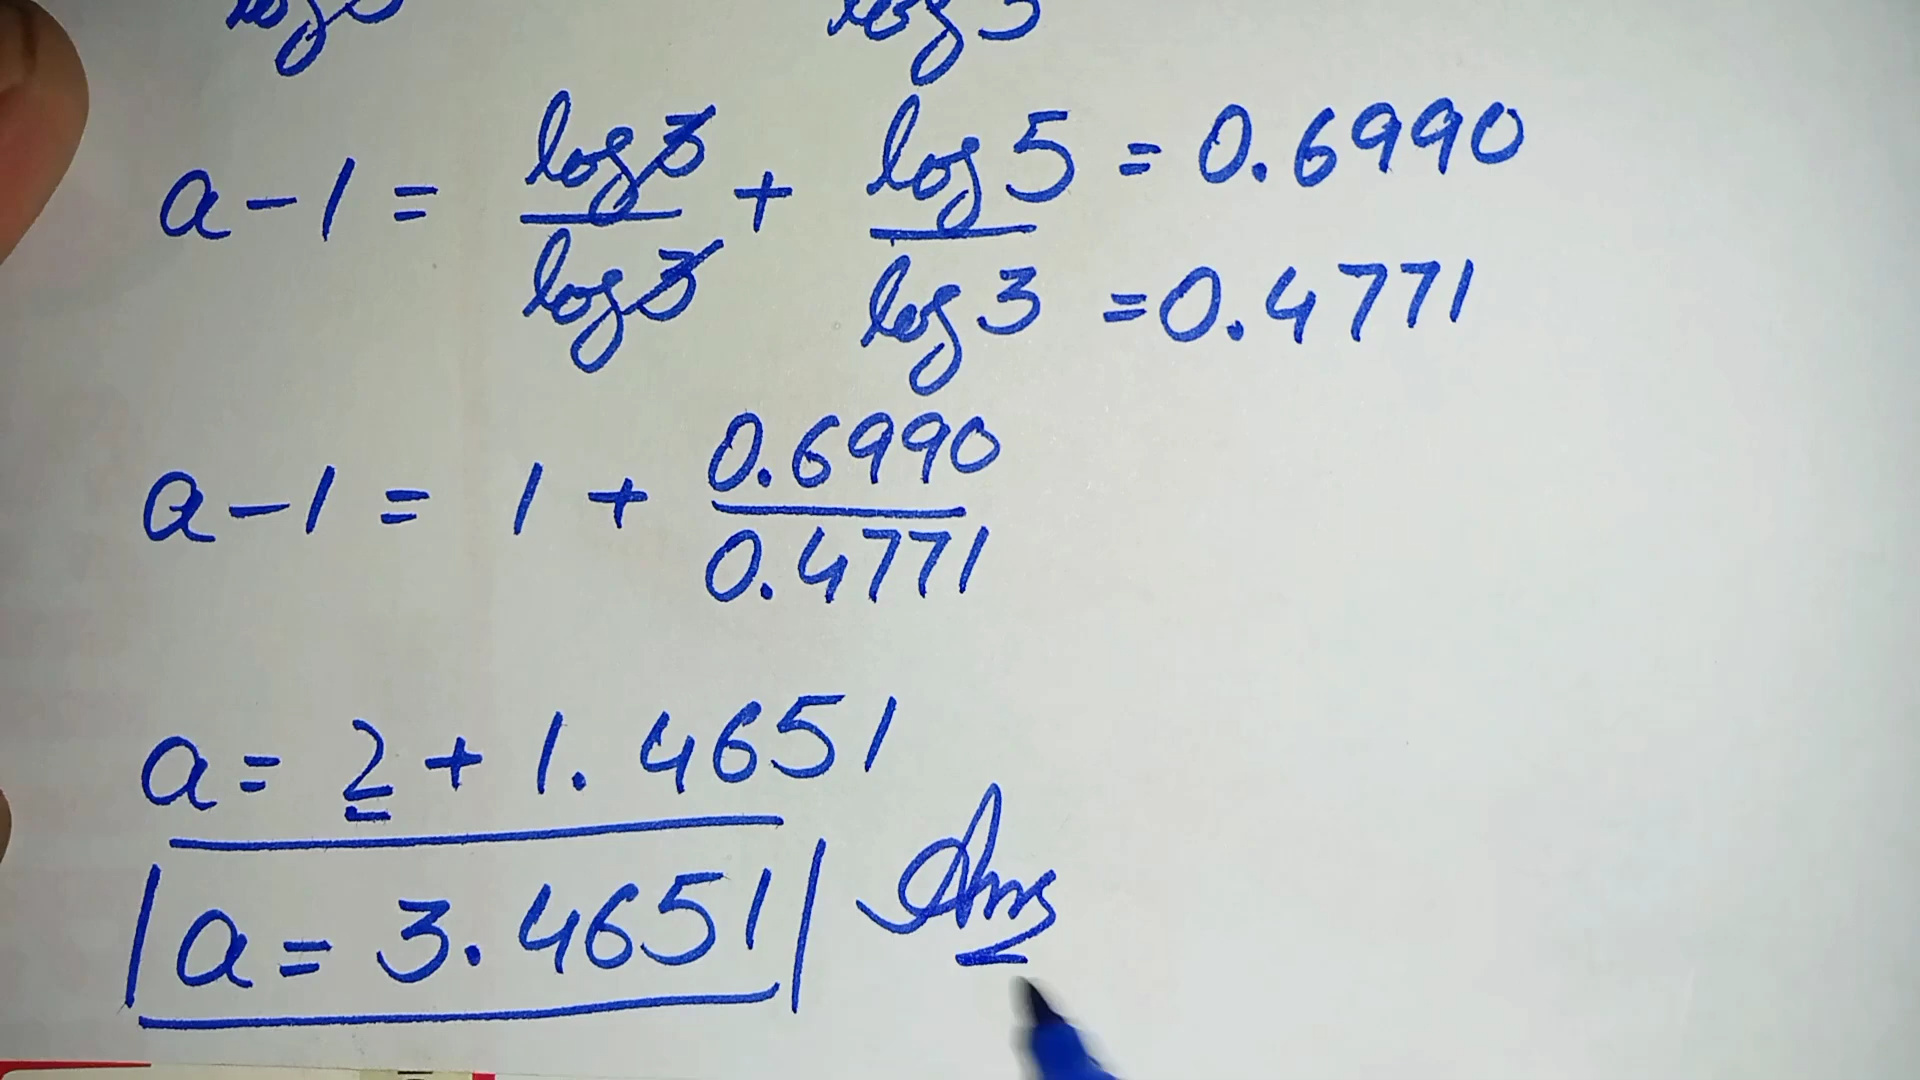 a-1 = log3/log3 + log5/log3 = 0.6990 = 0.4771
a-1 = 1 + 0.6990/0.4771
a = 2 + 1.4651
a = 3.4651 Ans